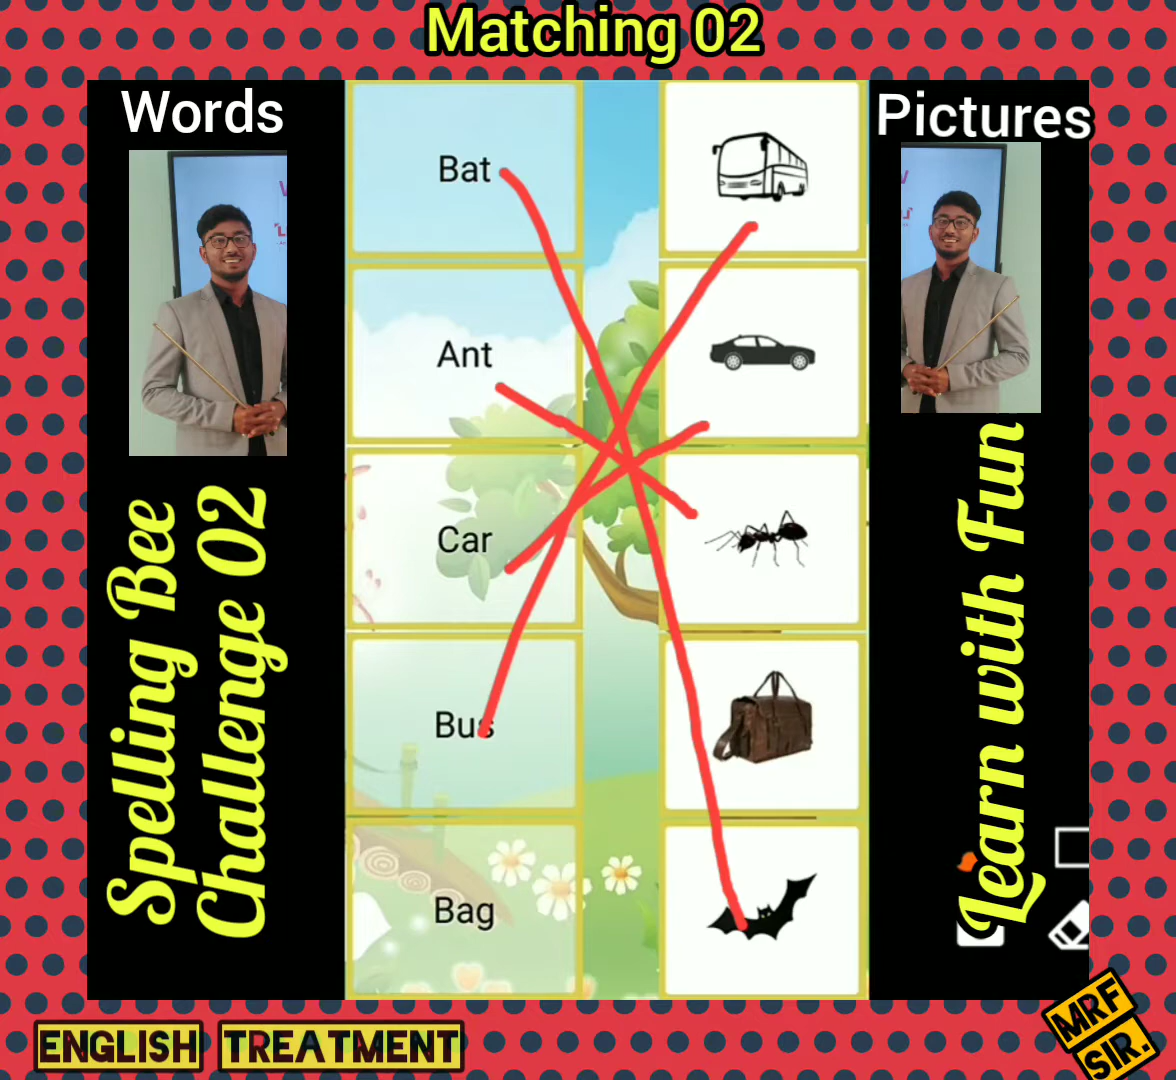 Matching 02
Words
Pictures
Bat
Ant
Car
Bus
Bag
Spelling Bee
Challenge 02
Learn with Fun
ENGLISH TREATMENT
MRF
SIR.